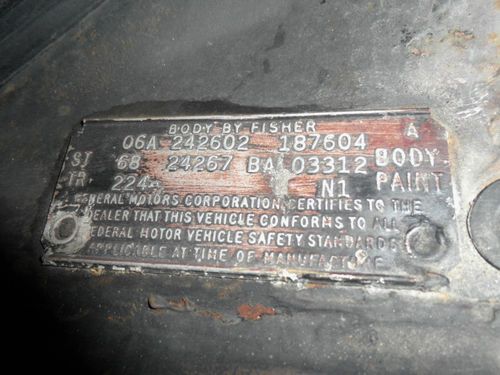 BODY BY FISHER
06A 242602 187604 A
ST 68 24267 BA 03312 BODY
TR 224 N1 PAINT
GENERAL MOTORS CORPORATION CERTIFIES TO THE
DEALER THAT THIS VEHICLE CONFORMS TO ALL
FEDERAL MOTOR VEHICLE SAFETY STANDARDS
APPLICABLE AT TIME OF MANUFACTURE